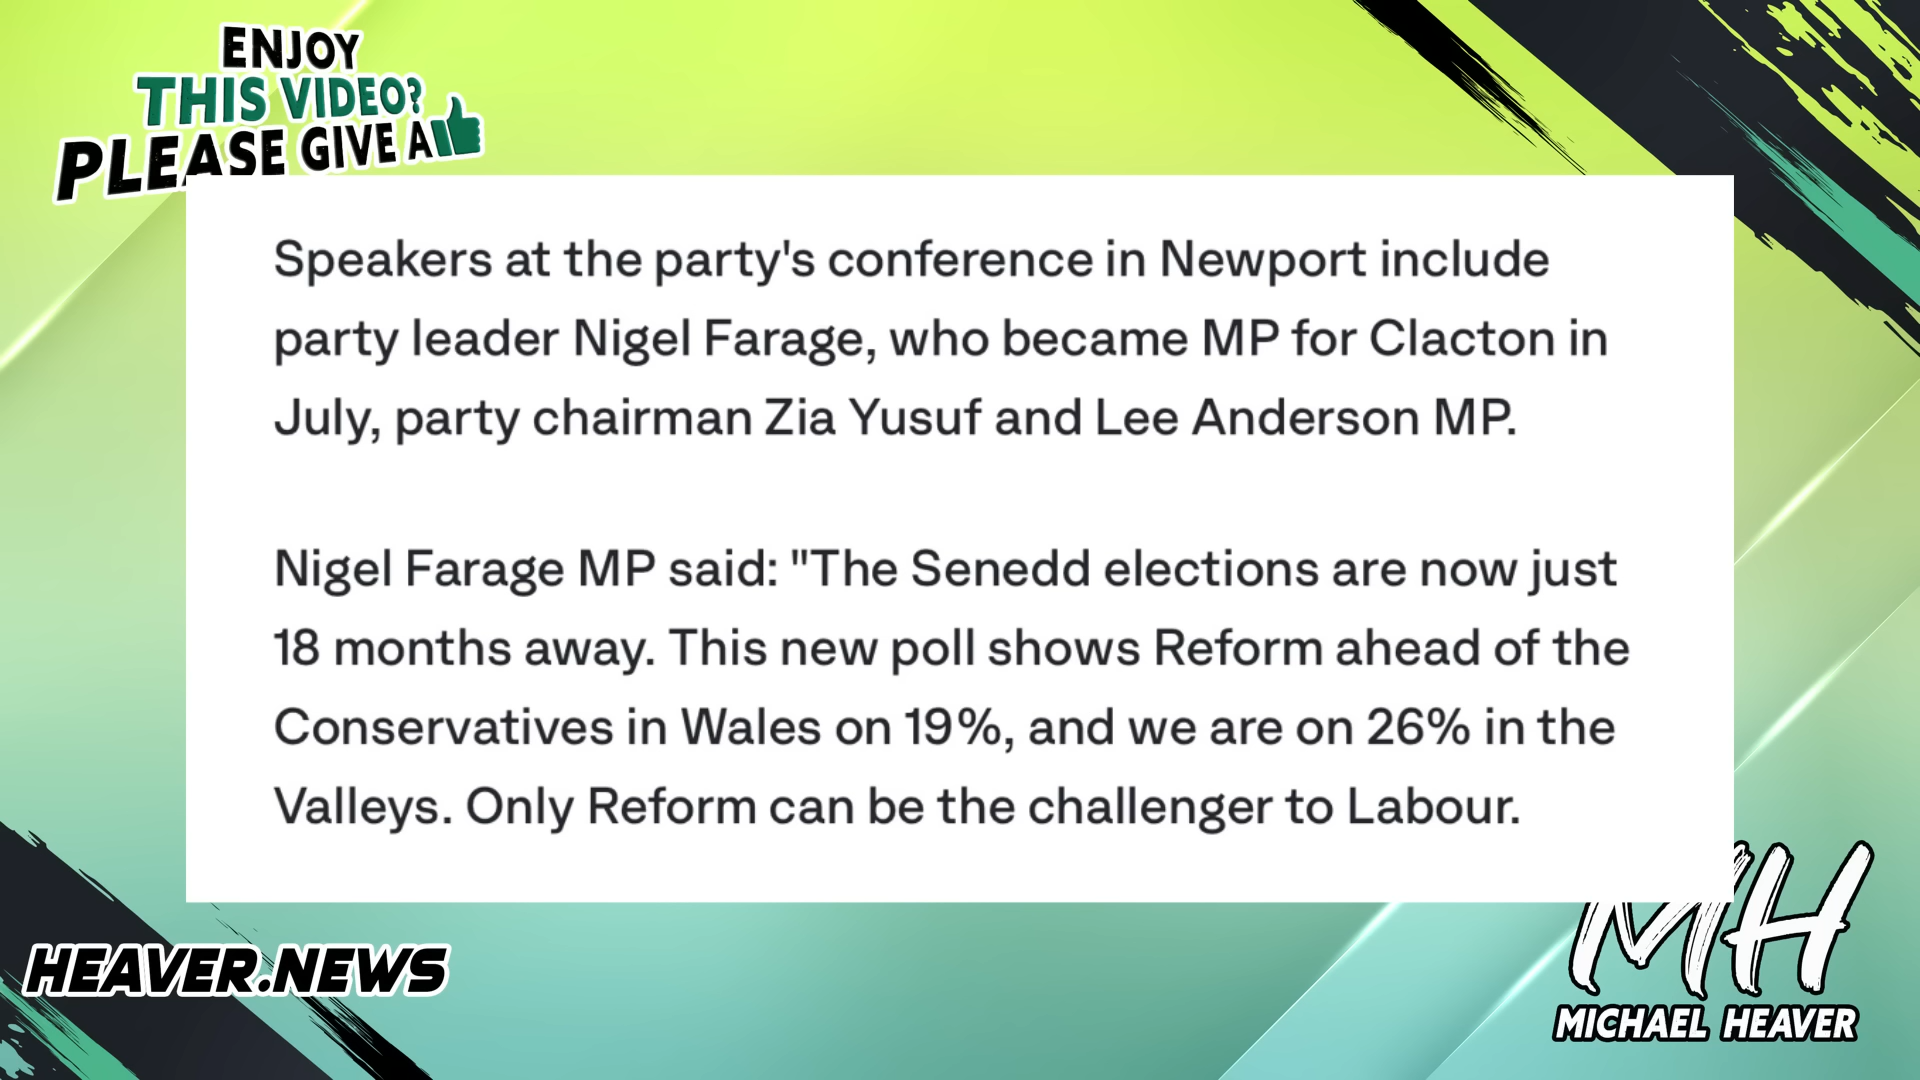 ENJOY
THIS VIDEO?
PLEASE GIVE A
Speakers at the party's conference in Newport include
party leader Nigel Farage, who became MP for Clacton in
July, party chairman Zia Yusuf and Lee Anderson MP.
Nigel Farage MP said: "The Senedd elections are now just
18 months away. This new poll shows Reform ahead of the
Conservatives in Wales on 19%, and we are on 26% in the
Valleys. Only Reform can be the challenger to Labour.
HEAVER.NEWS
MH
MICHAEL HEAVER